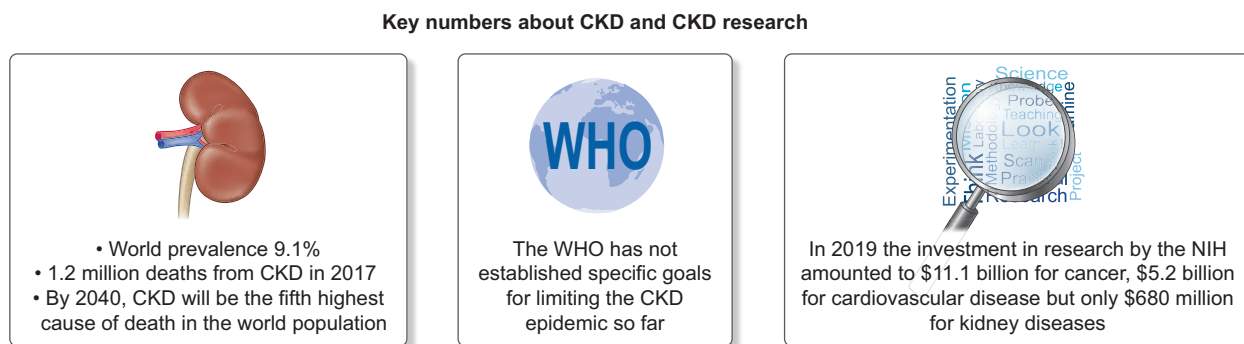 Key numbers about CKD and CKD research
• World prevalence 9.1%
• 1.2 million deaths from CKD in 2017
• By 2040, CKD will be the fifth highest
cause of death in the world population
WHO
The WHO has not
established specific goals
for limiting the CKD
epidemic so far
Science
Probe
Teaching
Look
Experimentation
Project
In 2019 the investment in research by the NIH
amounted to $11.1 billion for cancer, $5.2 billion
for cardiovascular disease but only $680 million
for kidney diseases